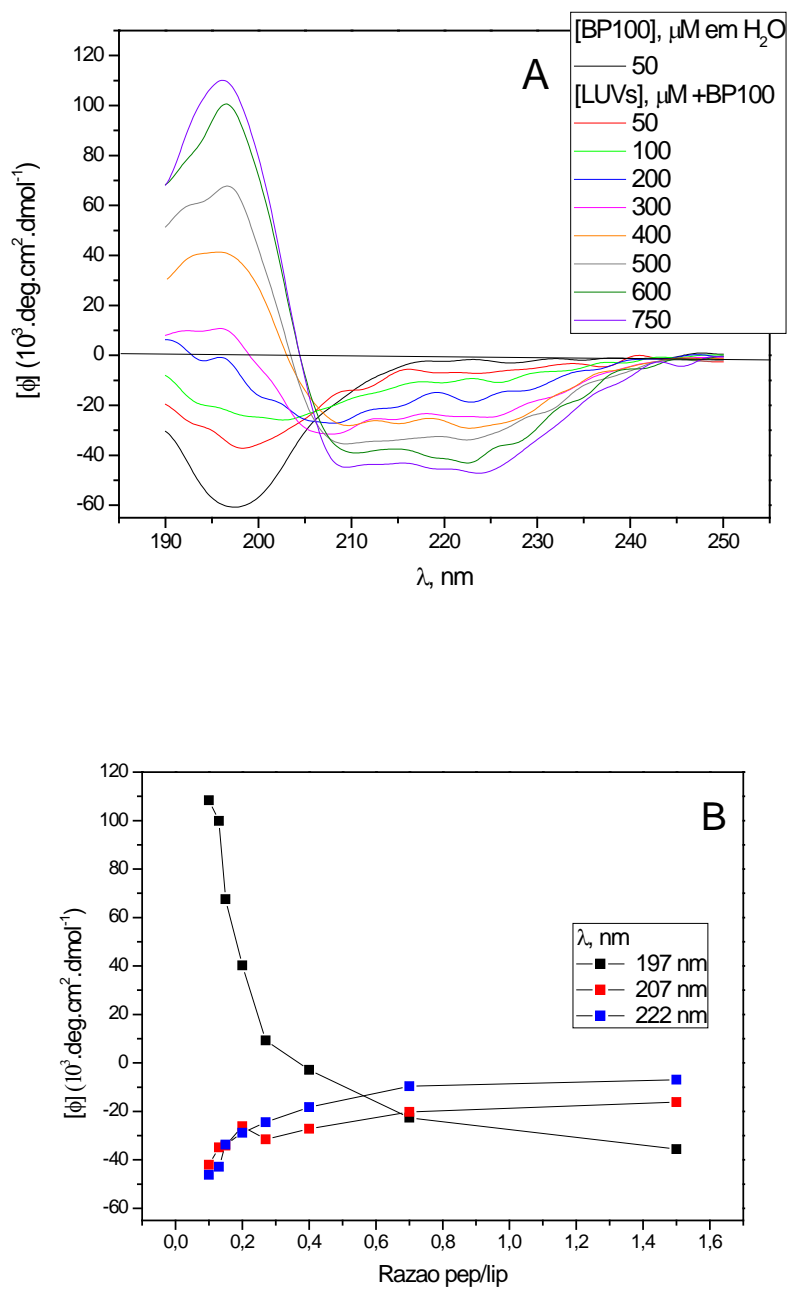 [BP100], μM em H₂O
50
[LUVs], μM +BP100
50
100
200
300
400
500
600
750
A
120
100
80
60
40
20
0
-20
-40
-60
[ϕ] (10³.deg.cm².dmol⁻¹)
190 200 210 220 230 240 250
λ, nm
B
120
100
80
60
40
20
0
-20
-40
-60
[ϕ] (10³.deg.cm².dmol⁻¹)
λ, nm
197 nm
207 nm
222 nm
0,0 0,2 0,4 0,6 0,8 1,0 1,2 1,4 1,6
Razao pep/lip